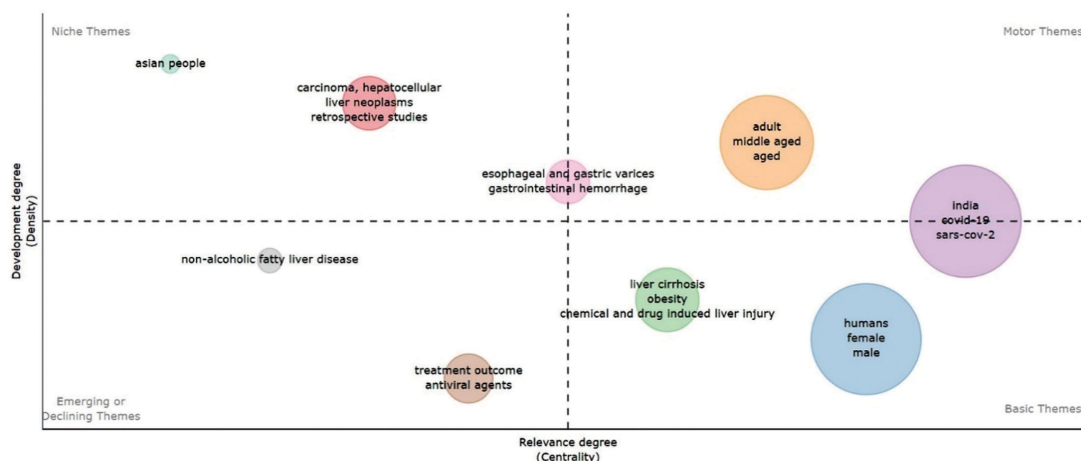 Niche Themes
Motor Themes
asian people
carcinoma, hepatocellular
liver neoplasms
retrospective studies
adult
middle aged
aged
esophageal and gastric varices
gastrointestinal hemorrhage
india
covid-19
sars-cov-2
Development degree
(Density)
non-alcoholic fatty liver disease
liver cirrhosis
obesity
chemical and drug induced liver injury
humans
female
male
treatment outcome
antiviral agents
Emerging or
Declining Themes
Basic Themes
Relevance degree
(Centrality)